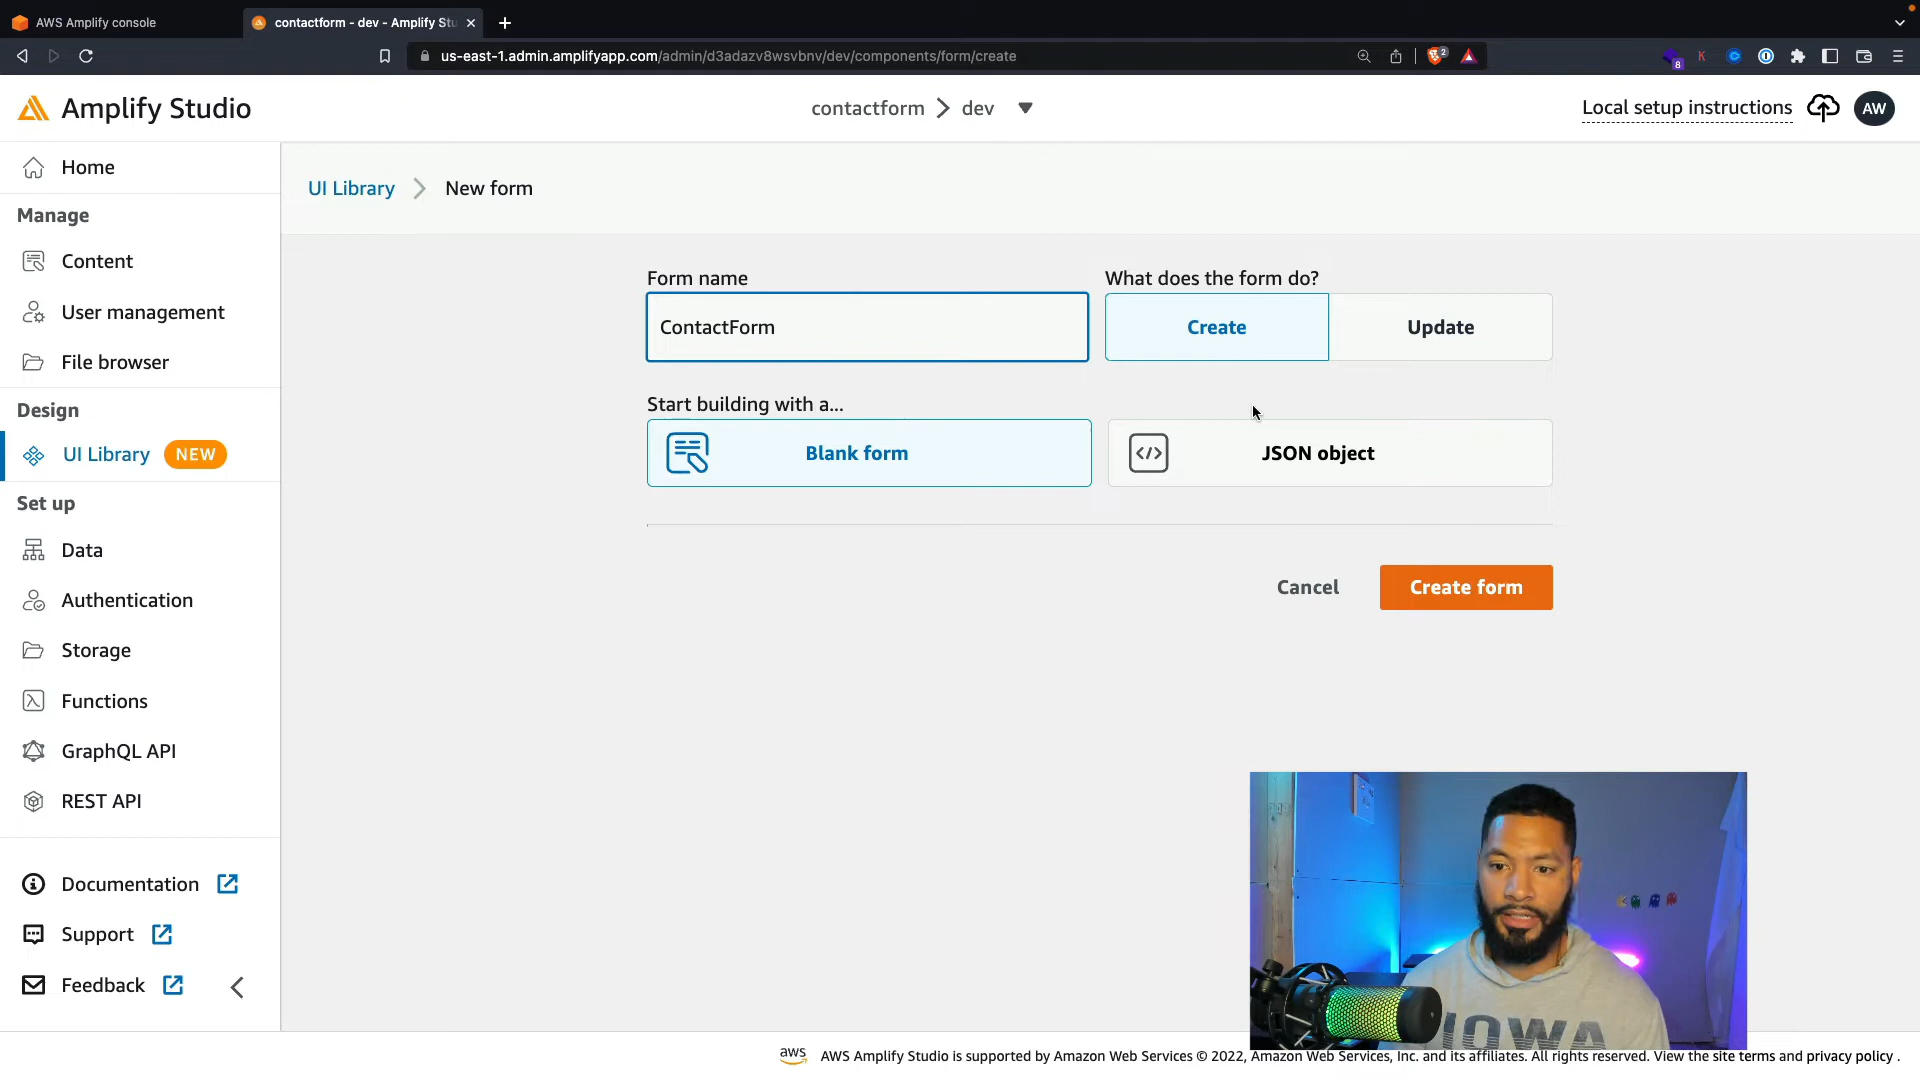 AWS Amplify console
contactform - dev - Amplify Stu
us-east-1.admin.amplifyapp.com/admin/d3adazv8wsvbnv/dev/components/form/create
2
8
K
Amplify Studio
contactform
dev
Local setup instructions
AW
Home
Manage
Content
User management
File browser
Design
UI Library NEW
Set up
Data
Authentication
Storage
Functions
GraphQL API
REST API
Documentation
Support
Feedback
UI Library
New form
Form name
ContactForm
What does the form do?
Create
Update
Start building with a...
Blank form
JSON object
Cancel
Create form
IOWA
aws
AWS Amplify Studio is supported by Amazon Web Services © 2022, Amazon Web Services, Inc. and its affiliates. All rights reserved. View the site terms and privacy policy .